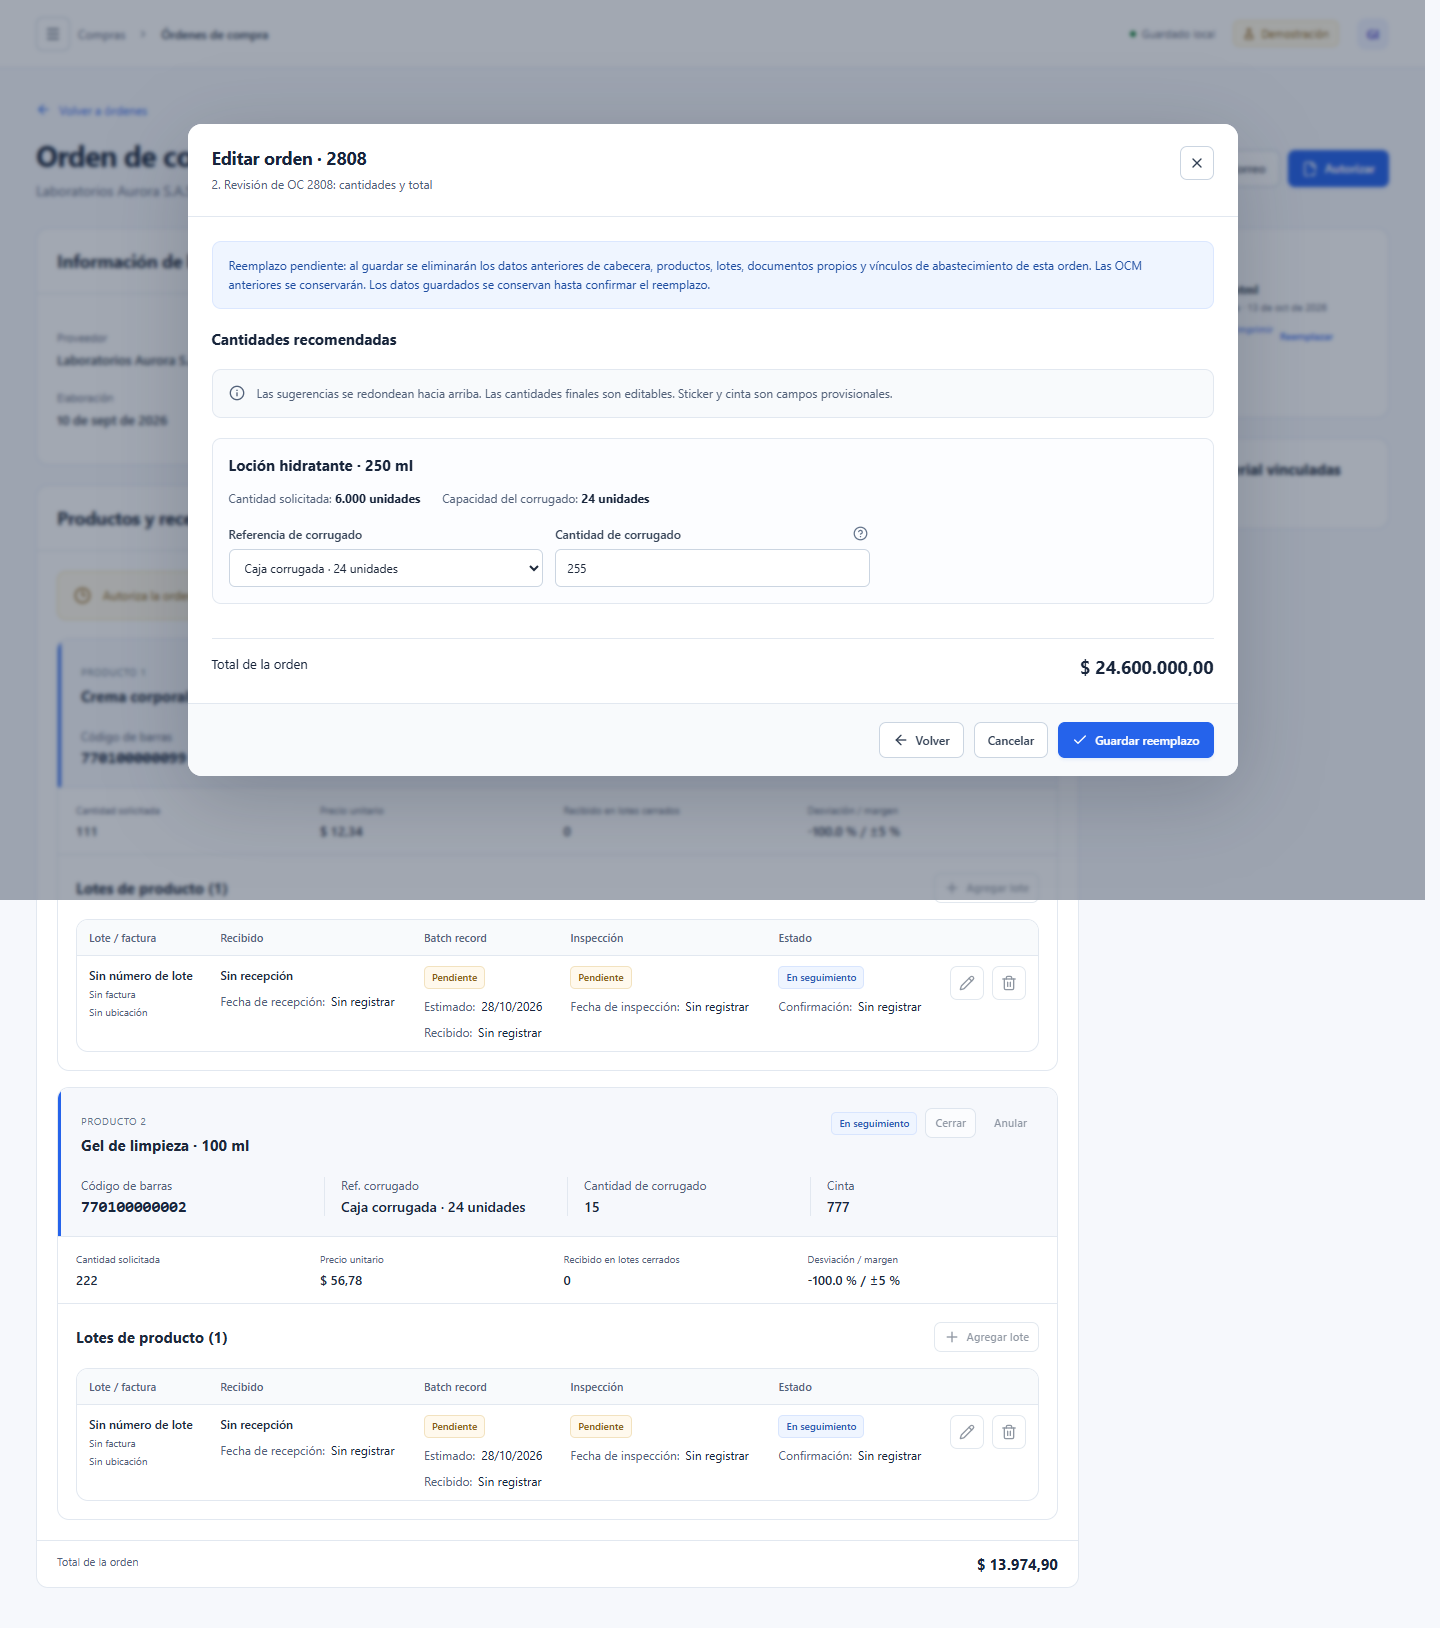 Compras > Órdenes de compra
Guardado local
Demostración
Volver a órdenes
Orden de co
Laboratorios Aurora S.A.S
Autorizar
Información de l
Proveedor
Laboratorios Aurora S.
Elaboración
10 de sept de 2026
Reemplazar
rial vinculadas
Productos y rece
Autoriza la orde
PRODUCTO 1
Crema corporal
Código de barras
770100000099
Editar orden · 2808
2. Revisión de OC 2808: cantidades y total
Reemplazo pendiente: al guardar se eliminarán los datos anteriores de cabecera, productos, lotes, documentos propios y vínculos de abastecimiento de esta orden. Las OCM
anteriores se conservarán. Los datos guardados se conservan hasta confirmar el reemplazo.
Cantidades recomendadas
Las sugerencias se redondean hacia arriba. Las cantidades finales son editables. Sticker y cinta son campos provisionales.
Loción hidratante · 250 ml
Cantidad solicitada: 6.000 unidades Capacidad del corrugado: 24 unidades
Referencia de corrugado Cantidad de corrugado
Caja corrugada · 24 unidades 255
Total de la orden $ 24.600.000,00
Volver Cancelar Guardar reemplazo
Cantidad solicitada Precio unitario Recibido en lotes cerrados Desviación / margen
111 $ 12,34 0 -100.0 % / ±5 %
Lotes de producto (1) Agregar lote
Lote / factura Recibido Batch record Inspección Estado
Sin número de lote Sin recepción Pendiente Pendiente En seguimiento
Sin factura Fecha de recepción: Sin registrar Estimado: 28/10/2026 Fecha de inspección: Sin registrar Confirmación: Sin registrar
Sin ubicación
Recibido: Sin registrar
PRODUCTO 2 En seguimiento Cerrar Anular
Gel de limpieza · 100 ml
Código de barras Ref. corrugado Cantidad de corrugado Cinta
770100000002 Caja corrugada · 24 unidades 15 777
Cantidad solicitada Precio unitario Recibido en lotes cerrados Desviación / margen
222 $ 56,78 0 -100.0 % / ±5 %
Lotes de producto (1) Agregar lote
Lote / factura Recibido Batch record Inspección Estado
Sin número de lote Sin recepción Pendiente Pendiente En seguimiento
Sin factura Fecha de recepción: Sin registrar Estimado: 28/10/2026 Fecha de inspección: Sin registrar Confirmación: Sin registrar
Sin ubicación
Recibido: Sin registrar
Total de la orden $ 13.974,90